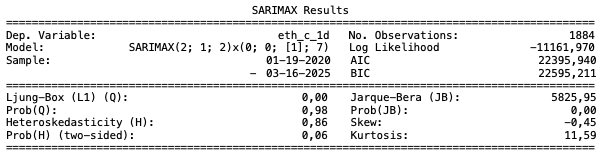 SARIMAX Results
Dep. Variable: eth_c_1d No. Observations: 1884
Model: SARIMAX(2; 1; 2)x(0; 0; [1]; 7) Log Likelihood -11161,970
Sample: 01-19-2020 AIC 22395,940
- 03-16-2025 BIC 22595,211
Ljung-Box (L1) (Q): 0,00 Jarque-Bera (JB): 5825,95
Prob(Q): 0,98 Prob(JB): 0,00
Heteroskedasticity (H): 0,86 Skew: -0,45
Prob(H) (two-sided): 0,06 Kurtosis: 11,59